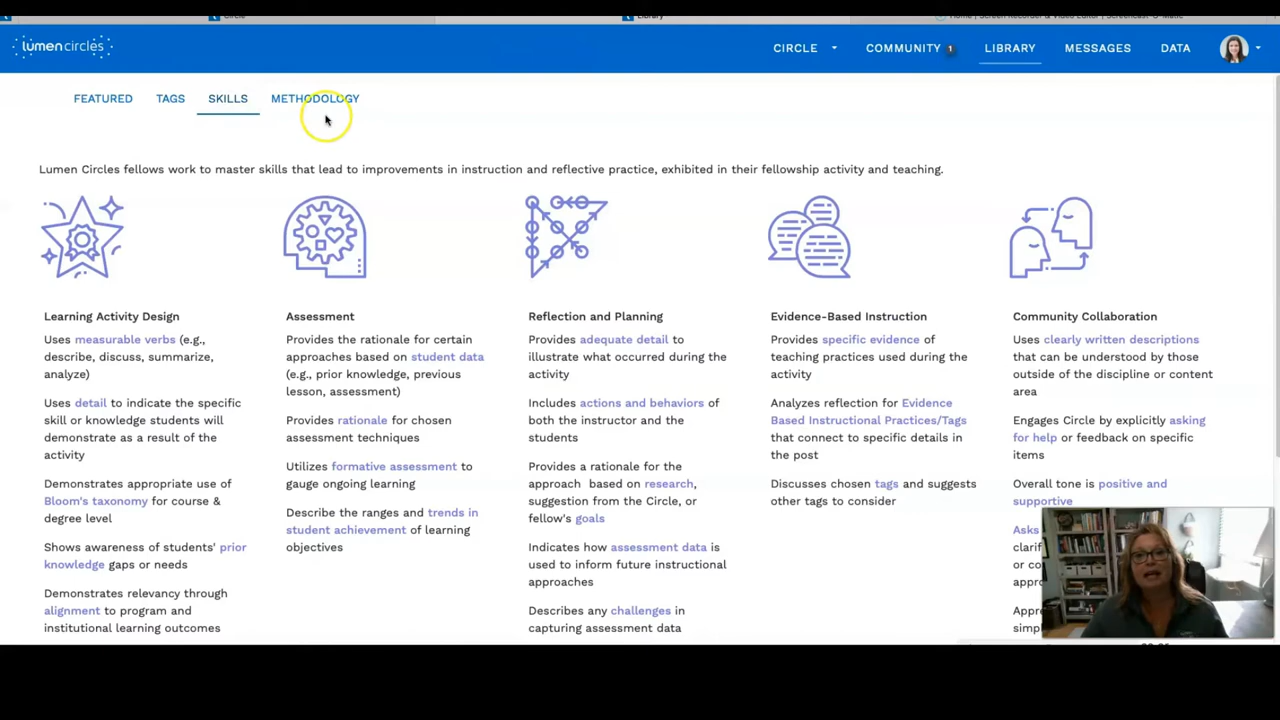 Circle
Library
Home | Screen Recorder & Video Editor | Screencast-O-Matic
lumencircles
CIRCLE
COMMUNITY 1
LIBRARY
MESSAGES
DATA
FEATURED
TAGS
SKILLS
METHODOLOGY
Lumen Circles fellows work to master skills that lead to improvements in instruction and reflective practice, exhibited in their fellowship activity and teaching.
Learning Activity Design
Uses measurable verbs (e.g.,
describe, discuss, summarize,
analyze)
Uses detail to indicate the specific
skill or knowledge students will
demonstrate as a result of the
activity
Demonstrates appropriate use of
Bloom's taxonomy for course &
degree level
Shows awareness of students' prior
knowledge gaps or needs
Demonstrates relevancy through
alignment to program and
institutional learning outcomes
Assessment
Provides the rationale for certain
approaches based on student data
(e.g., prior knowledge, previous
lesson, assessment)
Provides rationale for chosen
assessment techniques
Utilizes formative assessment to
gauge ongoing learning
Describe the ranges and trends in
student achievement of learning
objectives
Reflection and Planning
Provides adequate detail to
illustrate what occurred during the
activity
Includes actions and behaviors of
both the instructor and the
students
Provides a rationale for the
approach based on research,
suggestion from the Circle, or
fellow's goals
Indicates how assessment data is
used to inform future instructional
approaches
Describes any challenges in
capturing assessment data
Evidence-Based Instruction
Provides specific evidence of
teaching practices used during the
activity
Analyzes reflection for Evidence
Based Instructional Practices/Tags
that connect to specific details in
the post
Discusses chosen tags and suggests
other tags to consider
Community Collaboration
Uses clearly written descriptions
that can be understood by those
outside of the discipline or content
area
Engages Circle by explicitly asking
for help or feedback on specific
items
Overall tone is positive and
supportive
Asks